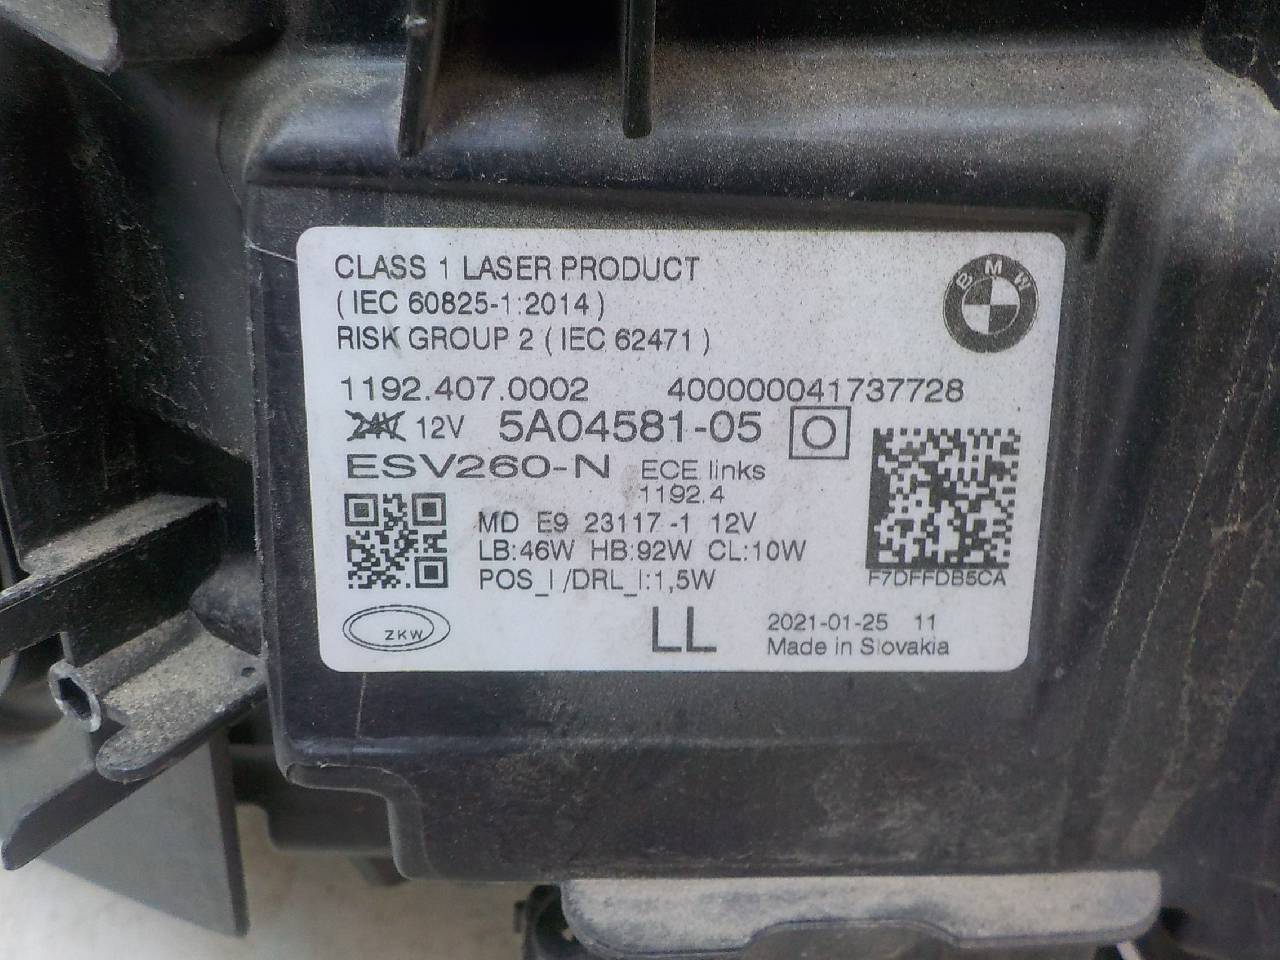 CLASS 1 LASER PRODUCT
(IEC 60825-1:2014)
RISK GROUP 2 (IEC 62471)
BMW
1192.407.0002 400000041737728
24V 12V 5A04581-05
ESV260-N ECE links
1192.4
MD E9 23117 -1 12V
LB:46W HB:92W CL:10W
POS_I /DRL_I:1,5W
F7DFFDB5CA
ZKW
LL
2021-01-25 11
Made in Slovakia